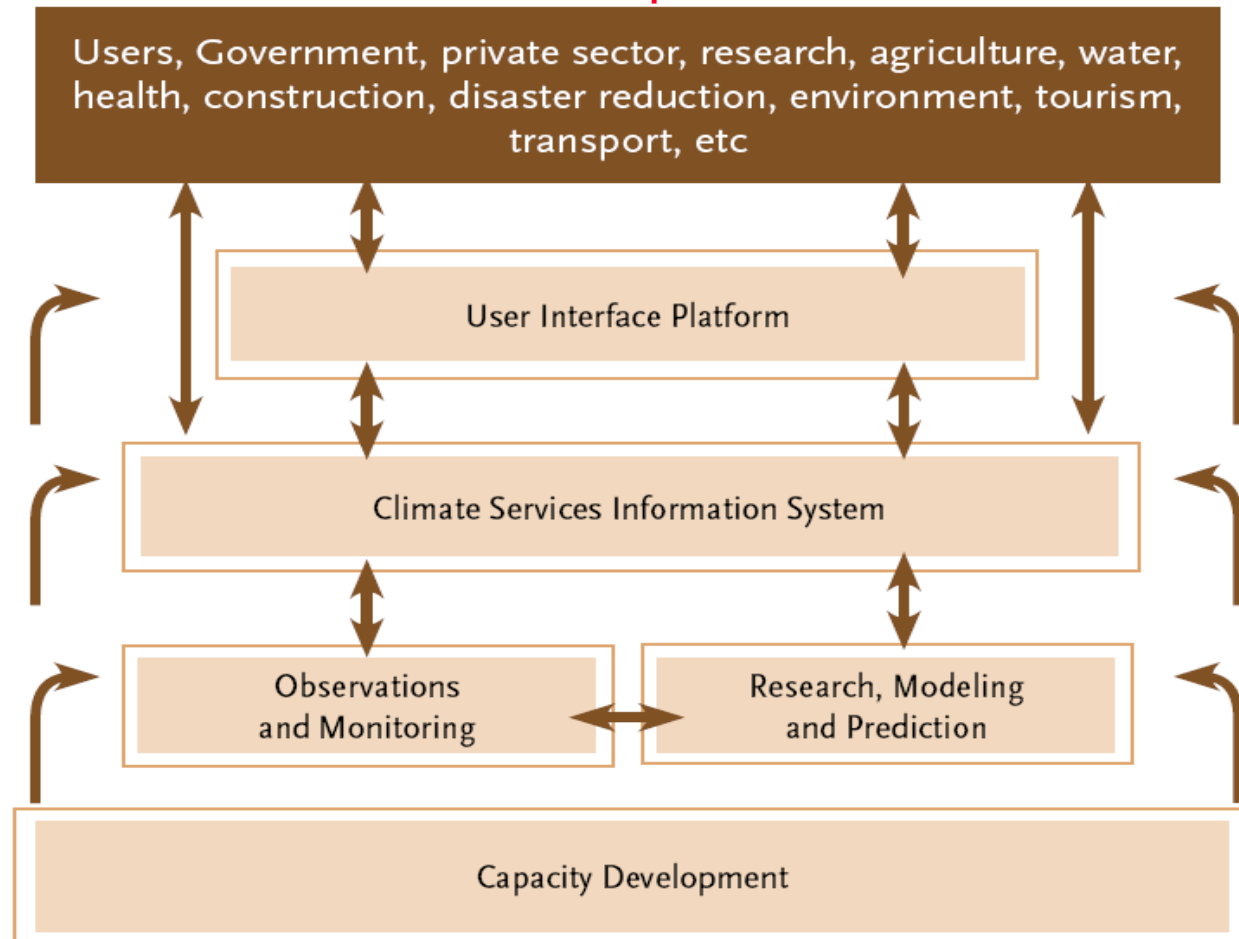 Users, Government, private sector, research, agriculture, water,
health, construction, disaster reduction, environment, tourism,
transport, etc
User Interface Platform
Climate Services Information System
Observations
and Monitoring
Research, Modeling
and Prediction
Capacity Development